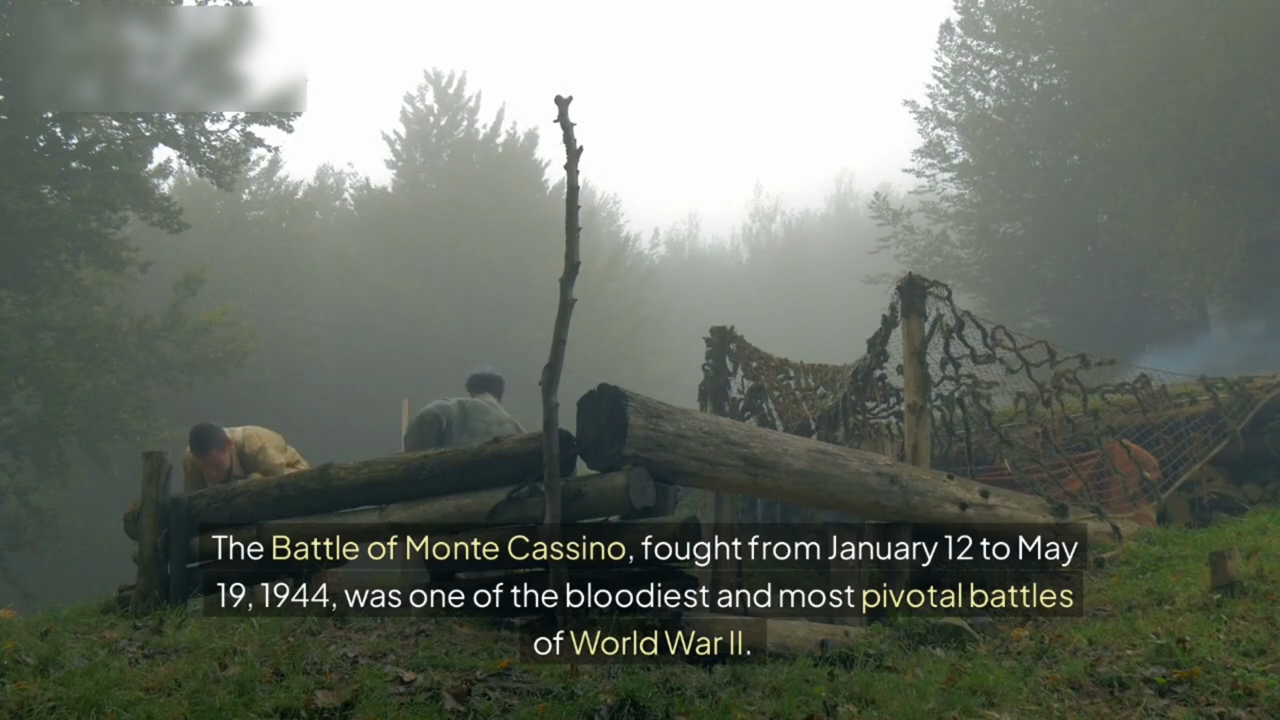 The Battle of Monte Cassino, fought from January 12 to May
19, 1944, was one of the bloodiest and most pivotal battles
of World War II.